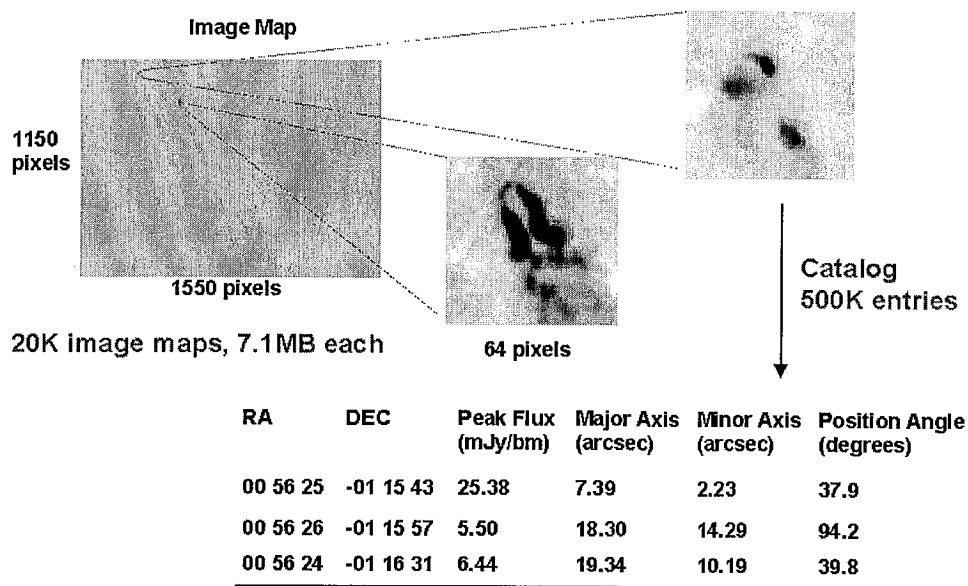 Image Map
1150
pixels
1550 pixels
20K image maps, 7.1MB each
64 pixels
Catalog
500K entries
RA DEC Peak Flux (mJy/bm) Major Axis (arcsec) Minor Axis (arcsec) Position Angle (degrees)
00 56 25 -01 15 43 25.38 7.39 2.23 37.9
00 56 26 -01 15 57 5.50 18.30 14.29 94.2
00 56 24 -01 16 31 6.44 19.34 10.19 39.8